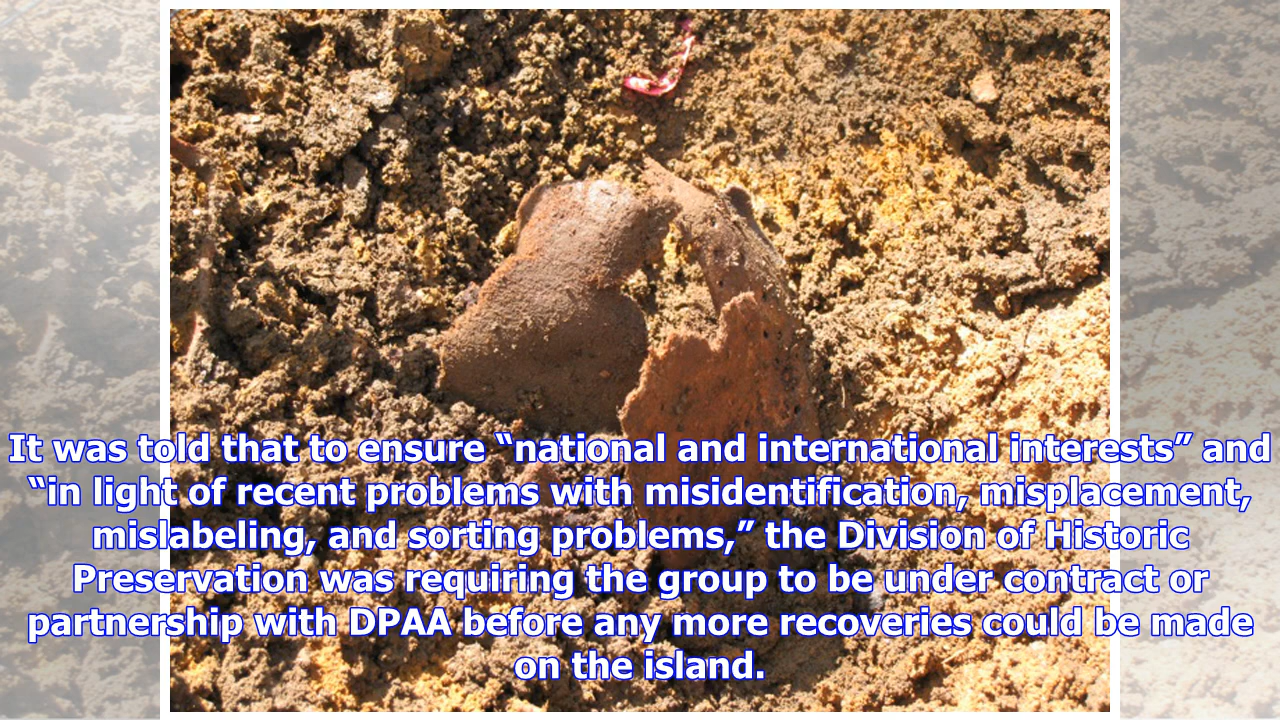 It was told that to ensure “national and international interests” and
“in light of recent problems with misidentification, misplacement,
mislabeling, and sorting problems,” the Division of Historic
Preservation was requiring the group to be under contract or
partnership with DPAA before any more recoveries could be made
on the island.